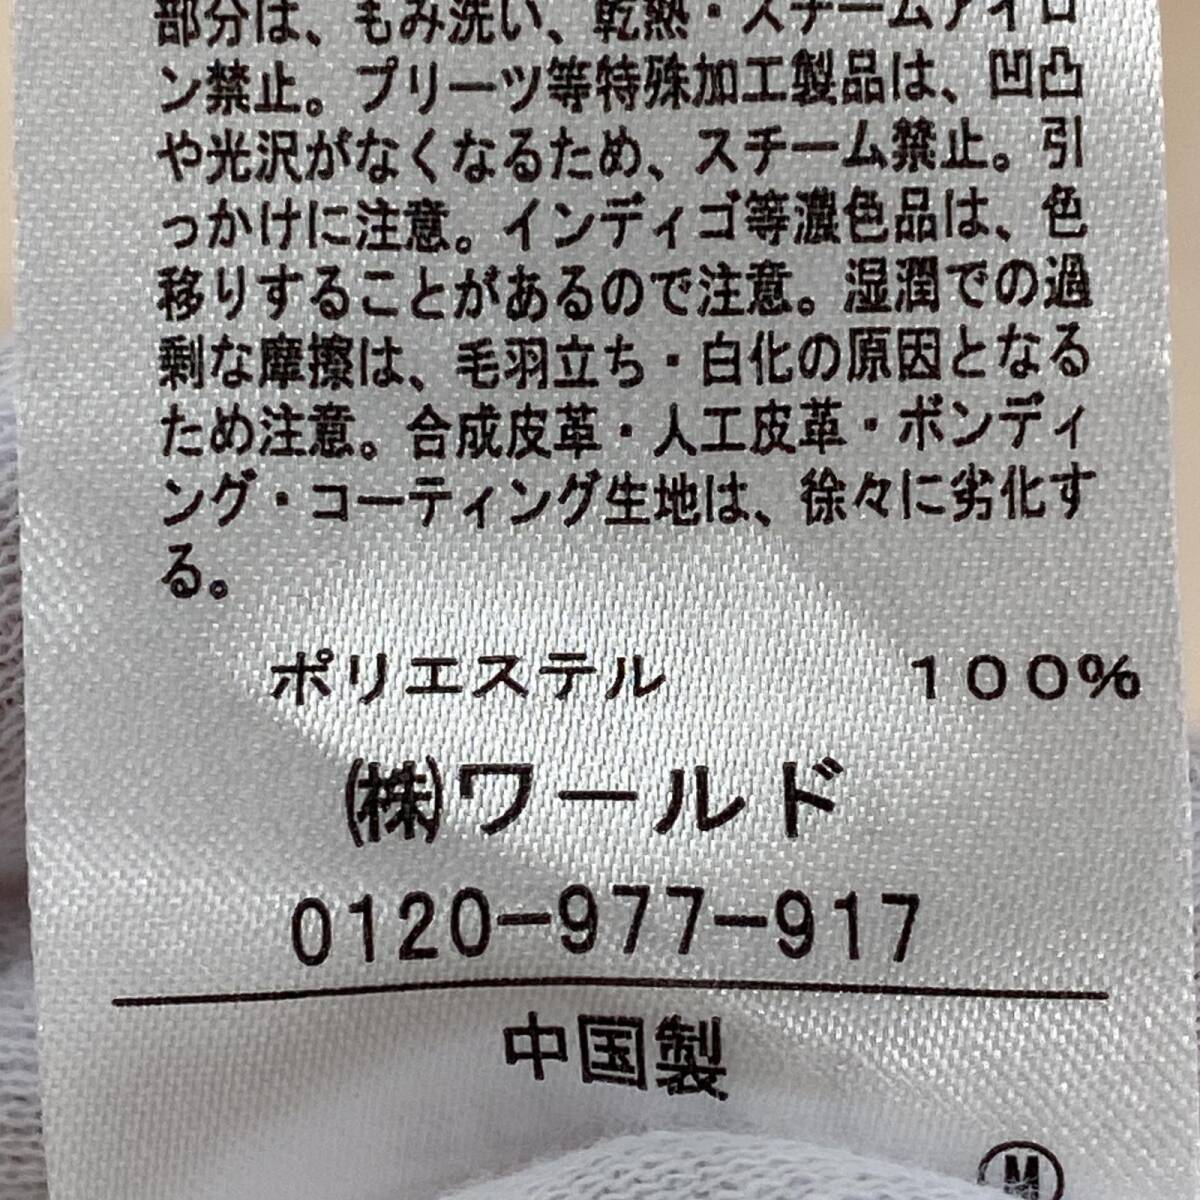 部分は、もみ洗い、乾熱・スチームアイロ
ン禁止。プリーツ等特殊加工製品は、凹凸
や光沢がなくなるため、スチーム禁止。引
っかけに注意。インディゴ等濃色品は、色
移りすることがあるので注意。湿潤での過
剰な摩擦は、毛羽立ち・白化の原因となる
ため注意。合成皮革・人工皮革・ボンディ
ング・コーティング生地は、徐々に劣化す
る。
ポリエステル 100%
㈱ワールド
0120-977-917
中国製
M